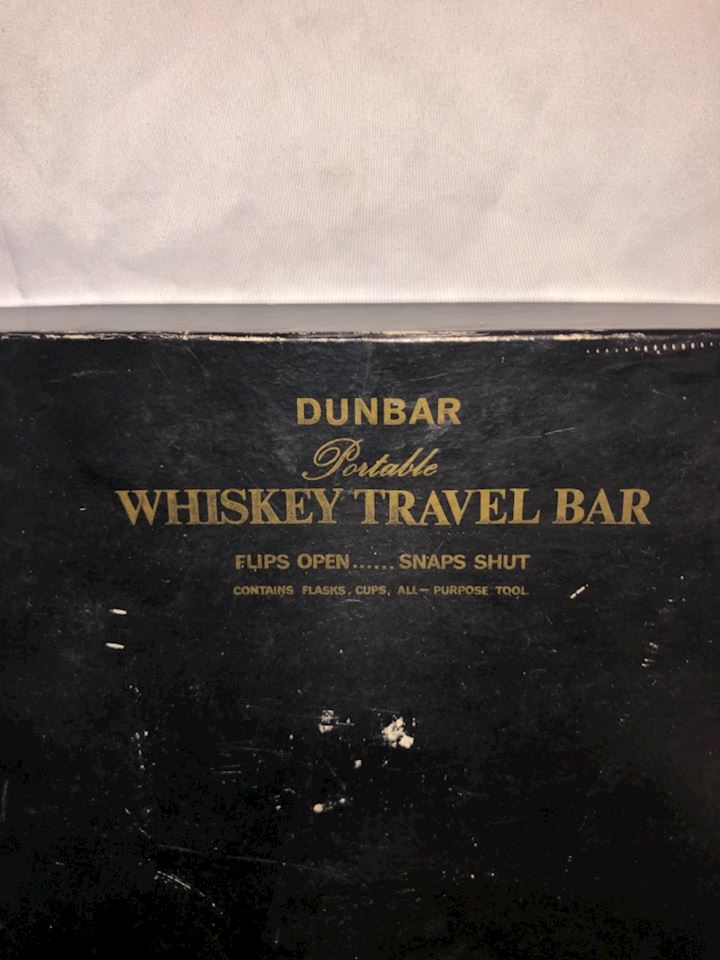 DUNBAR
Portable
WHISKEY TRAVEL BAR
FLIPS OPEN...... SNAPS SHUT
CONTAINS FLASKS, CUPS, ALL-PURPOSE TOOL.